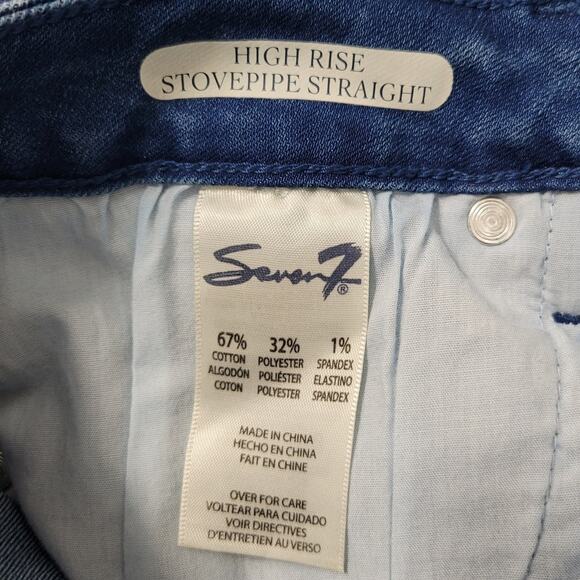 HIGH RISE
STOVEPIPE STRAIGHT
Seven7®
67% 32% 1%
COTTON POLYESTER SPANDEX
ALGODÓN POLIÉSTER ELASTINO
COTON POLYESTER SPANDEX
MADE IN CHINA
HECHO EN CHINA
FAIT EN CHINE
OVER FOR CARE
VOLTEAR PARA CUIDADO
VOIR DIRECTIVES
D'ENTRETIEN AU VERSO